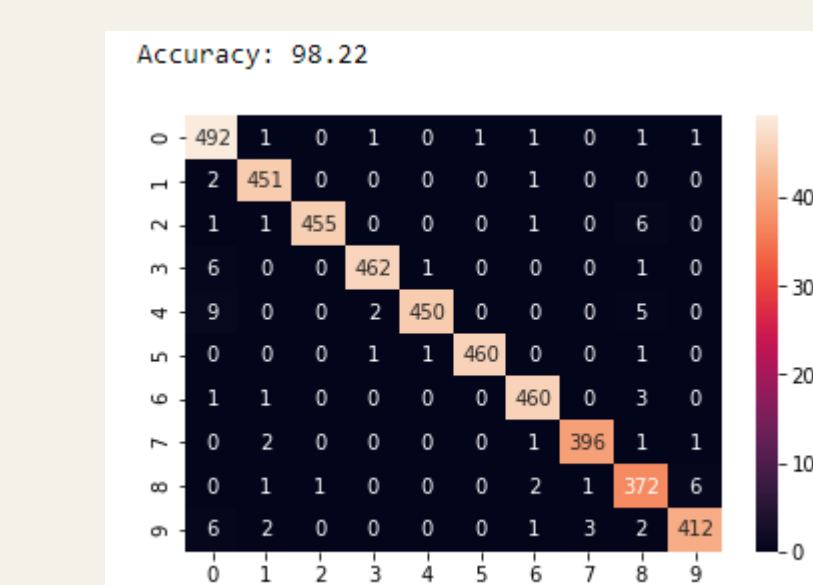 Accuracy: 98.22
0 492 1 0 1 0 1 1 0 1 1
1 2 451 0 0 0 0 1 0 0 0
2 1 1 455 0 0 0 1 0 6 0
3 6 0 0 462 1 0 0 0 1 0
4 9 0 0 2 450 0 0 0 5 0
5 0 0 0 1 1 460 0 0 1 0
6 1 1 0 0 0 0 460 0 3 0
7 0 2 0 0 0 0 1 396 1 1
8 0 1 1 0 0 0 2 1 372 6
9 6 2 0 0 0 0 1 3 2 412
0 1 2 3 4 5 6 7 8 9
0